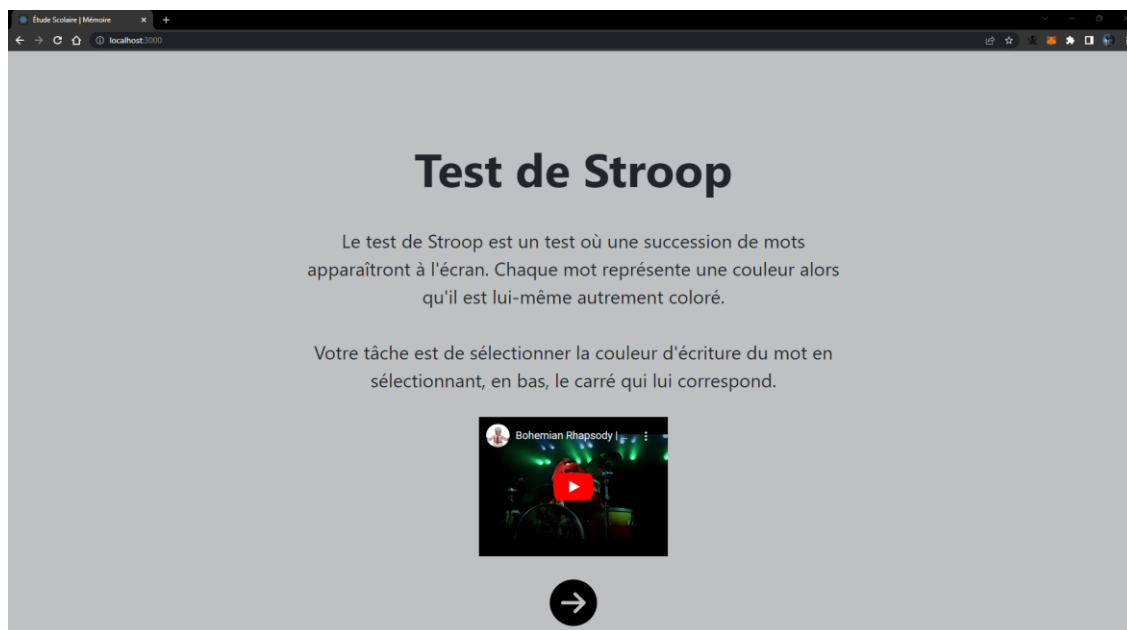 Étude Scolaire | Mémoire
localhost:3000
Test de Stroop
Le test de Stroop est un test où une succession de mots
apparaîtront à l'écran. Chaque mot représente une couleur alors
qu'il est lui-même autrement coloré.
Votre tâche est de sélectionner la couleur d'écriture du mot en
sélectionnant, en bas, le carré qui lui correspond.
Bohemian Rhapsody | ...